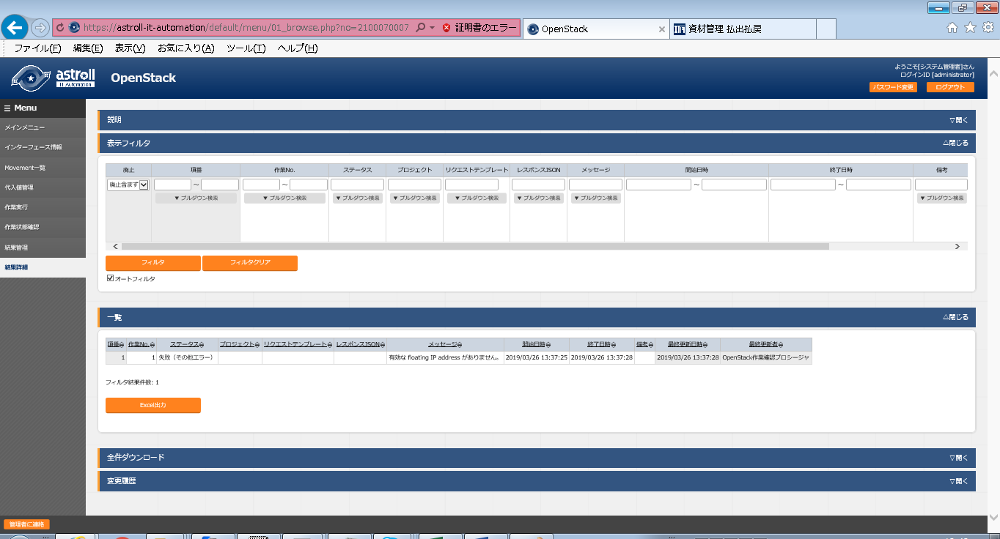 https://astroll-it-automation/default/menu/01_browse.php?no=2100070007 証明書のエラー OpenStack 資材管理 払出払戻
ファイル(F) 編集(E) 表示(V) お気に入り(A) ツール(T) ヘルプ(H)
astroll IT Automation OpenStack
ようこそ[システム管理者]さん
ログインID [administrator]
パスワード変更 ログアウト
Menu
メインメニュー
インターフェース情報
Movement一覧
代入値管理
作業実行
作業状態確認
結果管理
結果詳細
説明 ▽開く
表示フィルタ △閉じる
廃止 項番 作業No. ステータス プロジェクト リクエストテンプレート レスポンスJSON メッセージ 開始日時 終了日時 備考
廃止含まず ～ ～ ～ ～
▼ プルダウン検索 ▼ プルダウン検索 ▼ プルダウン検索 ▼ プルダウン検索 ▼ プルダウン検索 ▼ プルダウン検索 ▼ プルダウン検索 ▼ プルダウン検索
フィルタ フィルタクリア
オートフィルタ
一覧 △閉じる
項番 作業No. ステータス プロジェクト リクエストテンプレート レスポンスJSON メッセージ 開始日時 終了日時 備考 最終更新日時 最終更新者
1 1 失敗（その他エラー） 有効な floating IP address がありません。 2019/03/26 13:37:25 2019/03/26 13:37:28 2019/03/26 13:37:28 OpenStack作業確認プロシージャ
フィルタ結果件数: 1
Excel出力
全件ダウンロード ▽開く
変更履歴 ▽開く
管理者に連絡